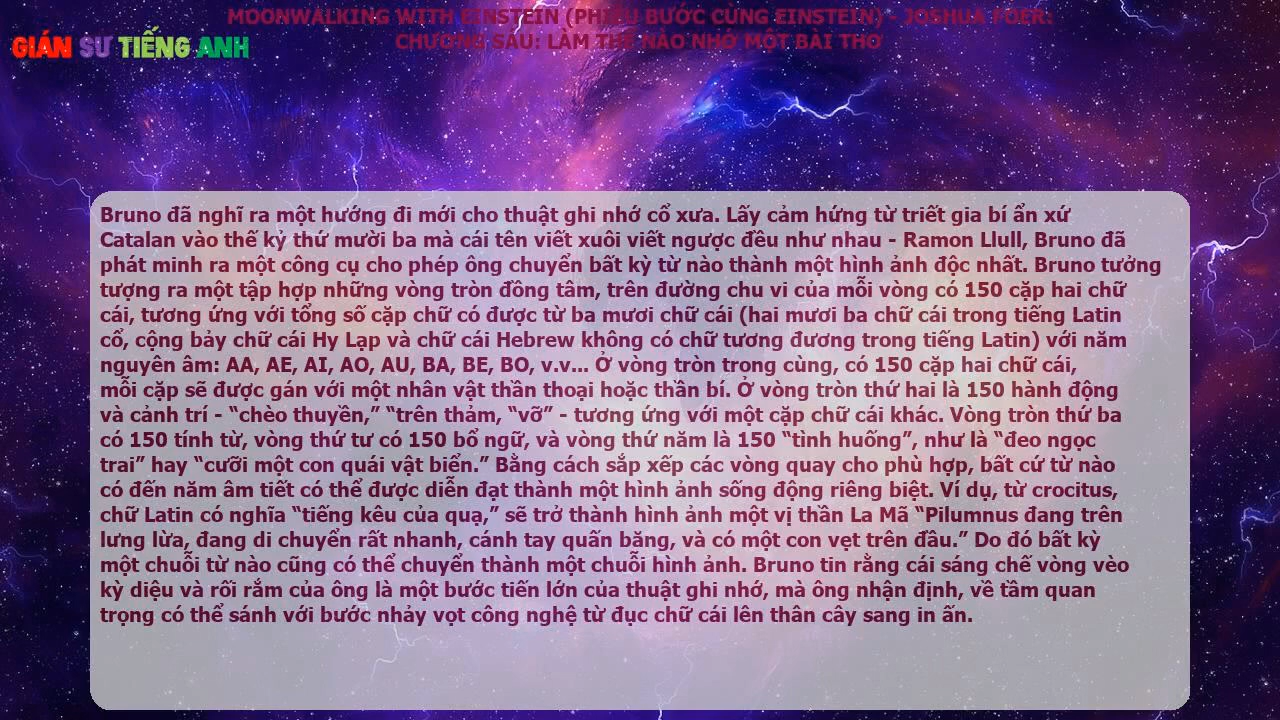 MOONWALKING WITH EINSTEIN (PHIÊU BƯỚC CÙNG EINSTEIN) - JOSHUA FOER:
CHƯƠNG SÁU: LÀM THẾ NÀO NHỚ MỘT BÀI THƠ
GIÁN SƯ TIẾNG ANH
Bruno đã nghĩ ra một hướng đi mới cho thuật ghi nhớ cổ xưa. Lấy cảm hứng từ triết gia bí ẩn xứ
Catalan vào thế kỷ thứ mười ba mà cái tên viết xuôi viết ngược đều như nhau - Ramon Llull, Bruno đã
phát minh ra một công cụ cho phép ông chuyển bất kỳ từ nào thành một hình ảnh độc nhất. Bruno tưởng
tượng ra một tập hợp những vòng tròn đồng tâm, trên đường chu vi của mỗi vòng có 150 cặp hai chữ
cái, tương ứng với tổng số cặp chữ có được từ ba mươi chữ cái (hai mươi ba chữ cái trong tiếng Latin
cổ, cộng bảy chữ cái Hy Lạp và chữ cái Hebrew không có chữ tương đương trong tiếng Latin) với năm
nguyên âm: AA, AE, AI, AO, AU, BA, BE, BO, v.v... Ở vòng tròn trong cùng, có 150 cặp hai chữ cái,
mỗi cặp sẽ được gán với một nhân vật thần thoại hoặc thần bí. Ở vòng tròn thứ hai là 150 hành động
và cảnh trí - “chèo thuyền,” “trên thảm, “vỡ” - tương ứng với một cặp chữ cái khác. Vòng tròn thứ ba
có 150 tính từ, vòng thứ tư có 150 bổ ngữ, và vòng thứ năm là 150 “tình huống”, như là “đeo ngọc
trai” hay “cưỡi một con quái vật biển.” Bằng cách sắp xếp các vòng quay cho phù hợp, bất cứ từ nào
có đến năm âm tiết có thể được diễn đạt thành một hình ảnh sống động riêng biệt. Ví dụ, từ crocitus,
chữ Latin có nghĩa “tiếng kêu của quạ,” sẽ trở thành hình ảnh một vị thần La Mã “Pilumnus đang trên
lưng lừa, đang di chuyển rất nhanh, cánh tay quấn băng, và có một con vẹt trên đầu.” Do đó bất kỳ
một chuỗi từ nào cũng có thể chuyển thành một chuỗi hình ảnh. Bruno tin rằng cái sáng chế vòng vèo
kỳ diệu và rối rắm của ông là một bước tiến lớn của thuật ghi nhớ, mà ông nhận định, về tầm quan
trọng có thể sánh với bước nhảy vọt công nghệ từ đục chữ cái lên thân cây sang in ấn.